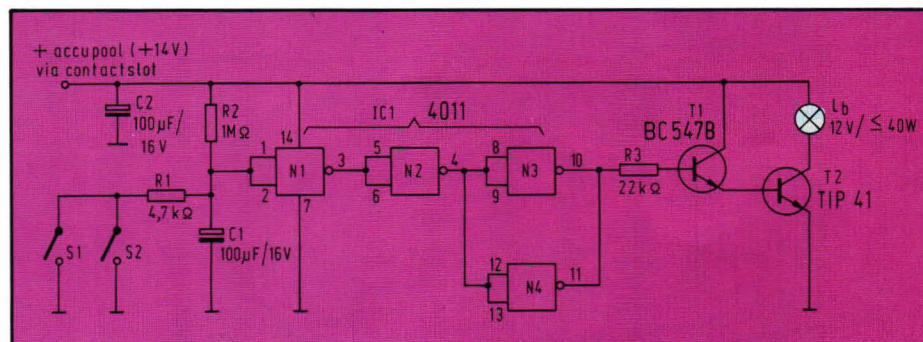 + accupool (+14V)
via contactslot
C2
100µF/
16V
R2
1MΩ
IC1
4011
T1
BC547B
Lb
12V/ ≤ 40W
14
1
2
N1
3
7
5
6
N2
4
8
9
N3
10
R3
22kΩ
T2
TIP 41
R1
4,7kΩ
C1
100µF/16V
12
13
N4
11
S1
S2